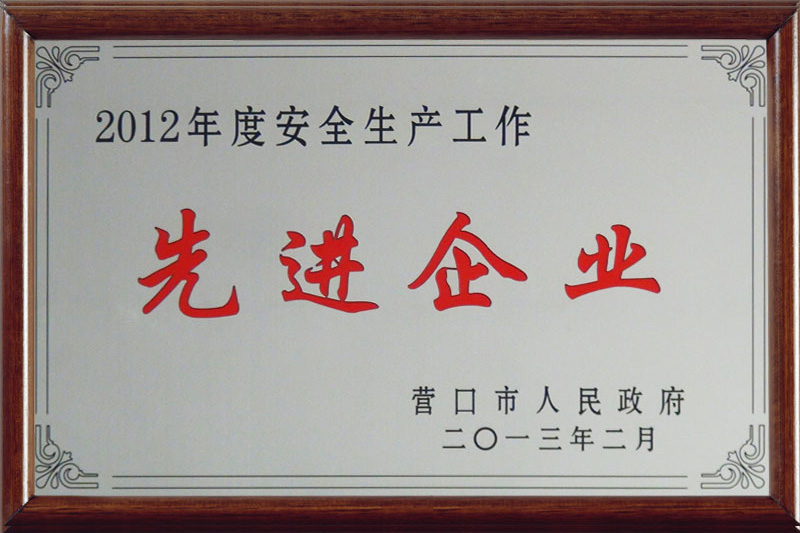 2012年度安全生产工作
先进企业
营口市人民政府
二〇一三年二月